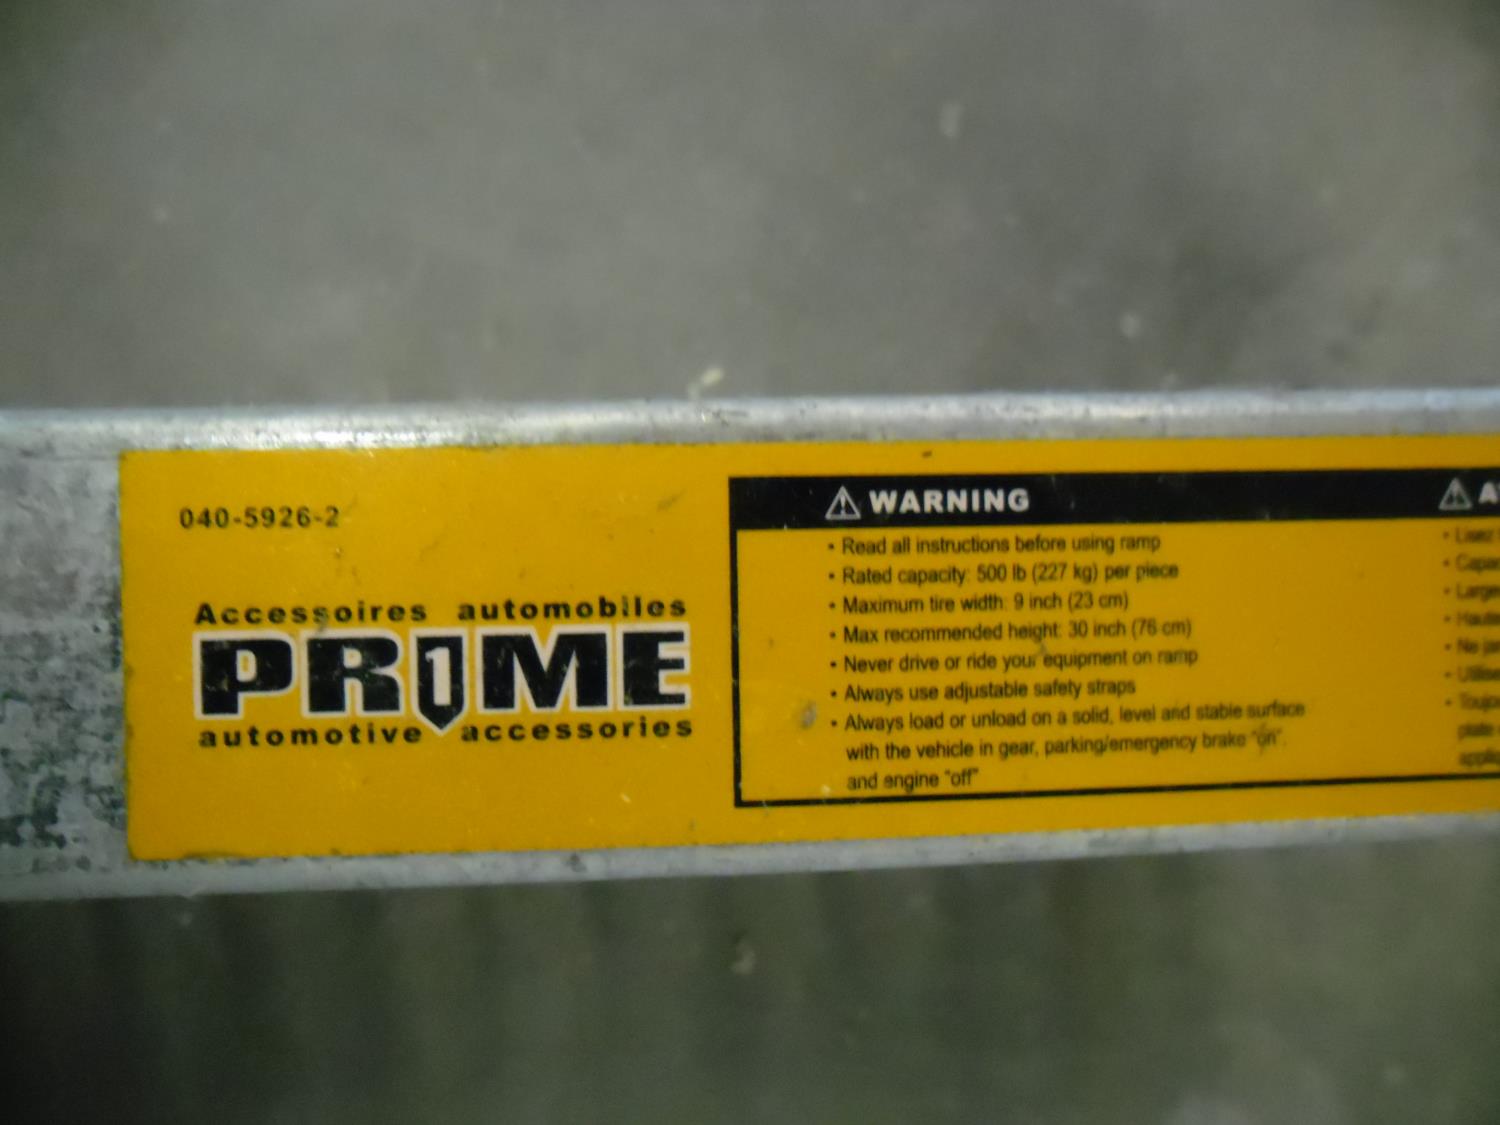 040-5926-2
Accessoires automobiles
PR1ME
automotive accessories
WARNING
• Read all instructions before using ramp
• Rated capacity: 500 lb (227 kg) per piece
• Maximum tire width: 9 inch (23 cm)
• Max recommended height: 30 inch (76 cm)
• Never drive or ride your equipment on ramp
• Always use adjustable safety straps
• Always load or unload on a solid, level and stable surface
with the vehicle in gear, parking/emergency brake "on",
and engine "off"
• Lisez